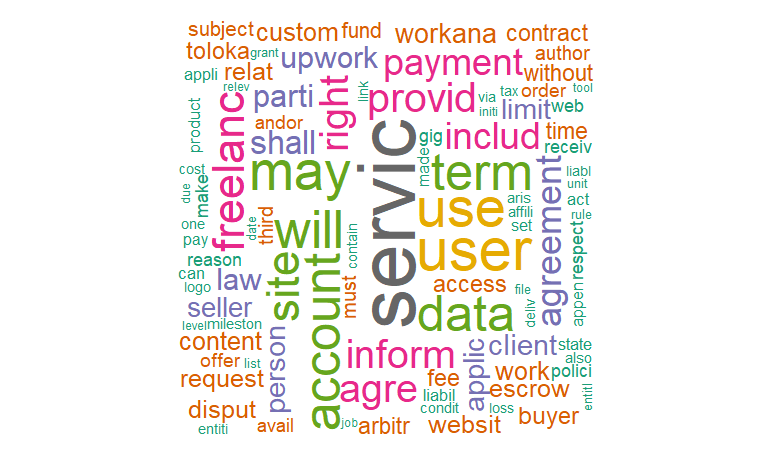 subject
custom
fund
workana
contract
toloka
grant
upwork
payment
author
appli
relat
without
relev
link
via
tax
order
tool
product
freelanc
parti
right
provid
initi
limit
web
andor
shall
gig
includ
time
receiv
made
cost
make
may
servic
term
liabl
unit
due
aris
act
affili
use
one
date
third
will
contain
set
rule
pay
user
agreement
respect
reason
can
law
site
account
must
access
appen
logo
file
seller
data
deliv
level
mileston
content
person
inform
applic
client
state
also
offer
list
request
agre
fee
work
polici
liabil
escrow
entitl
disput
condit
loss
buyer
entiti
avail
job
arbitr
websit